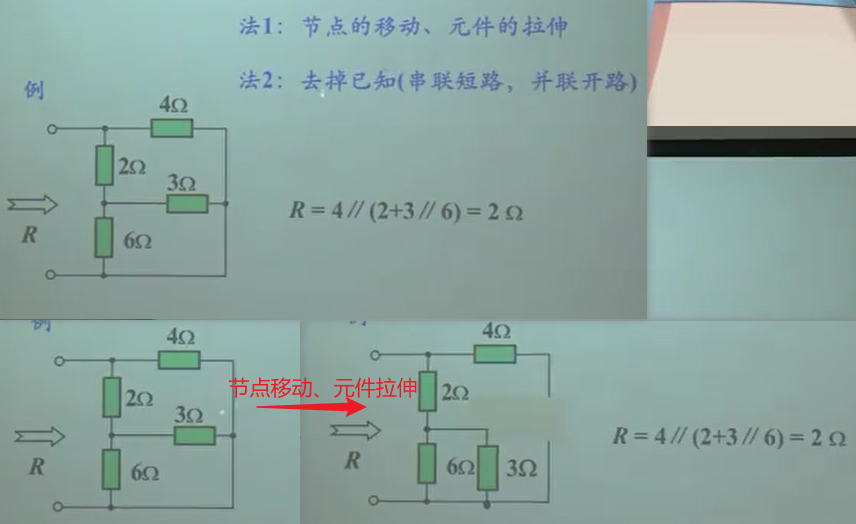 法1：节点的移动、元件的拉伸
法2：去掉已知(串联短路，并联开路)
例
4Ω
2Ω
3Ω
R
6Ω
R = 4 // (2+3 // 6) = 2 Ω
例
4Ω
2Ω
3Ω
R
6Ω
节点移动、元件拉伸
4Ω
2Ω
R
6Ω
3Ω
R = 4 // (2+3 // 6) = 2 Ω